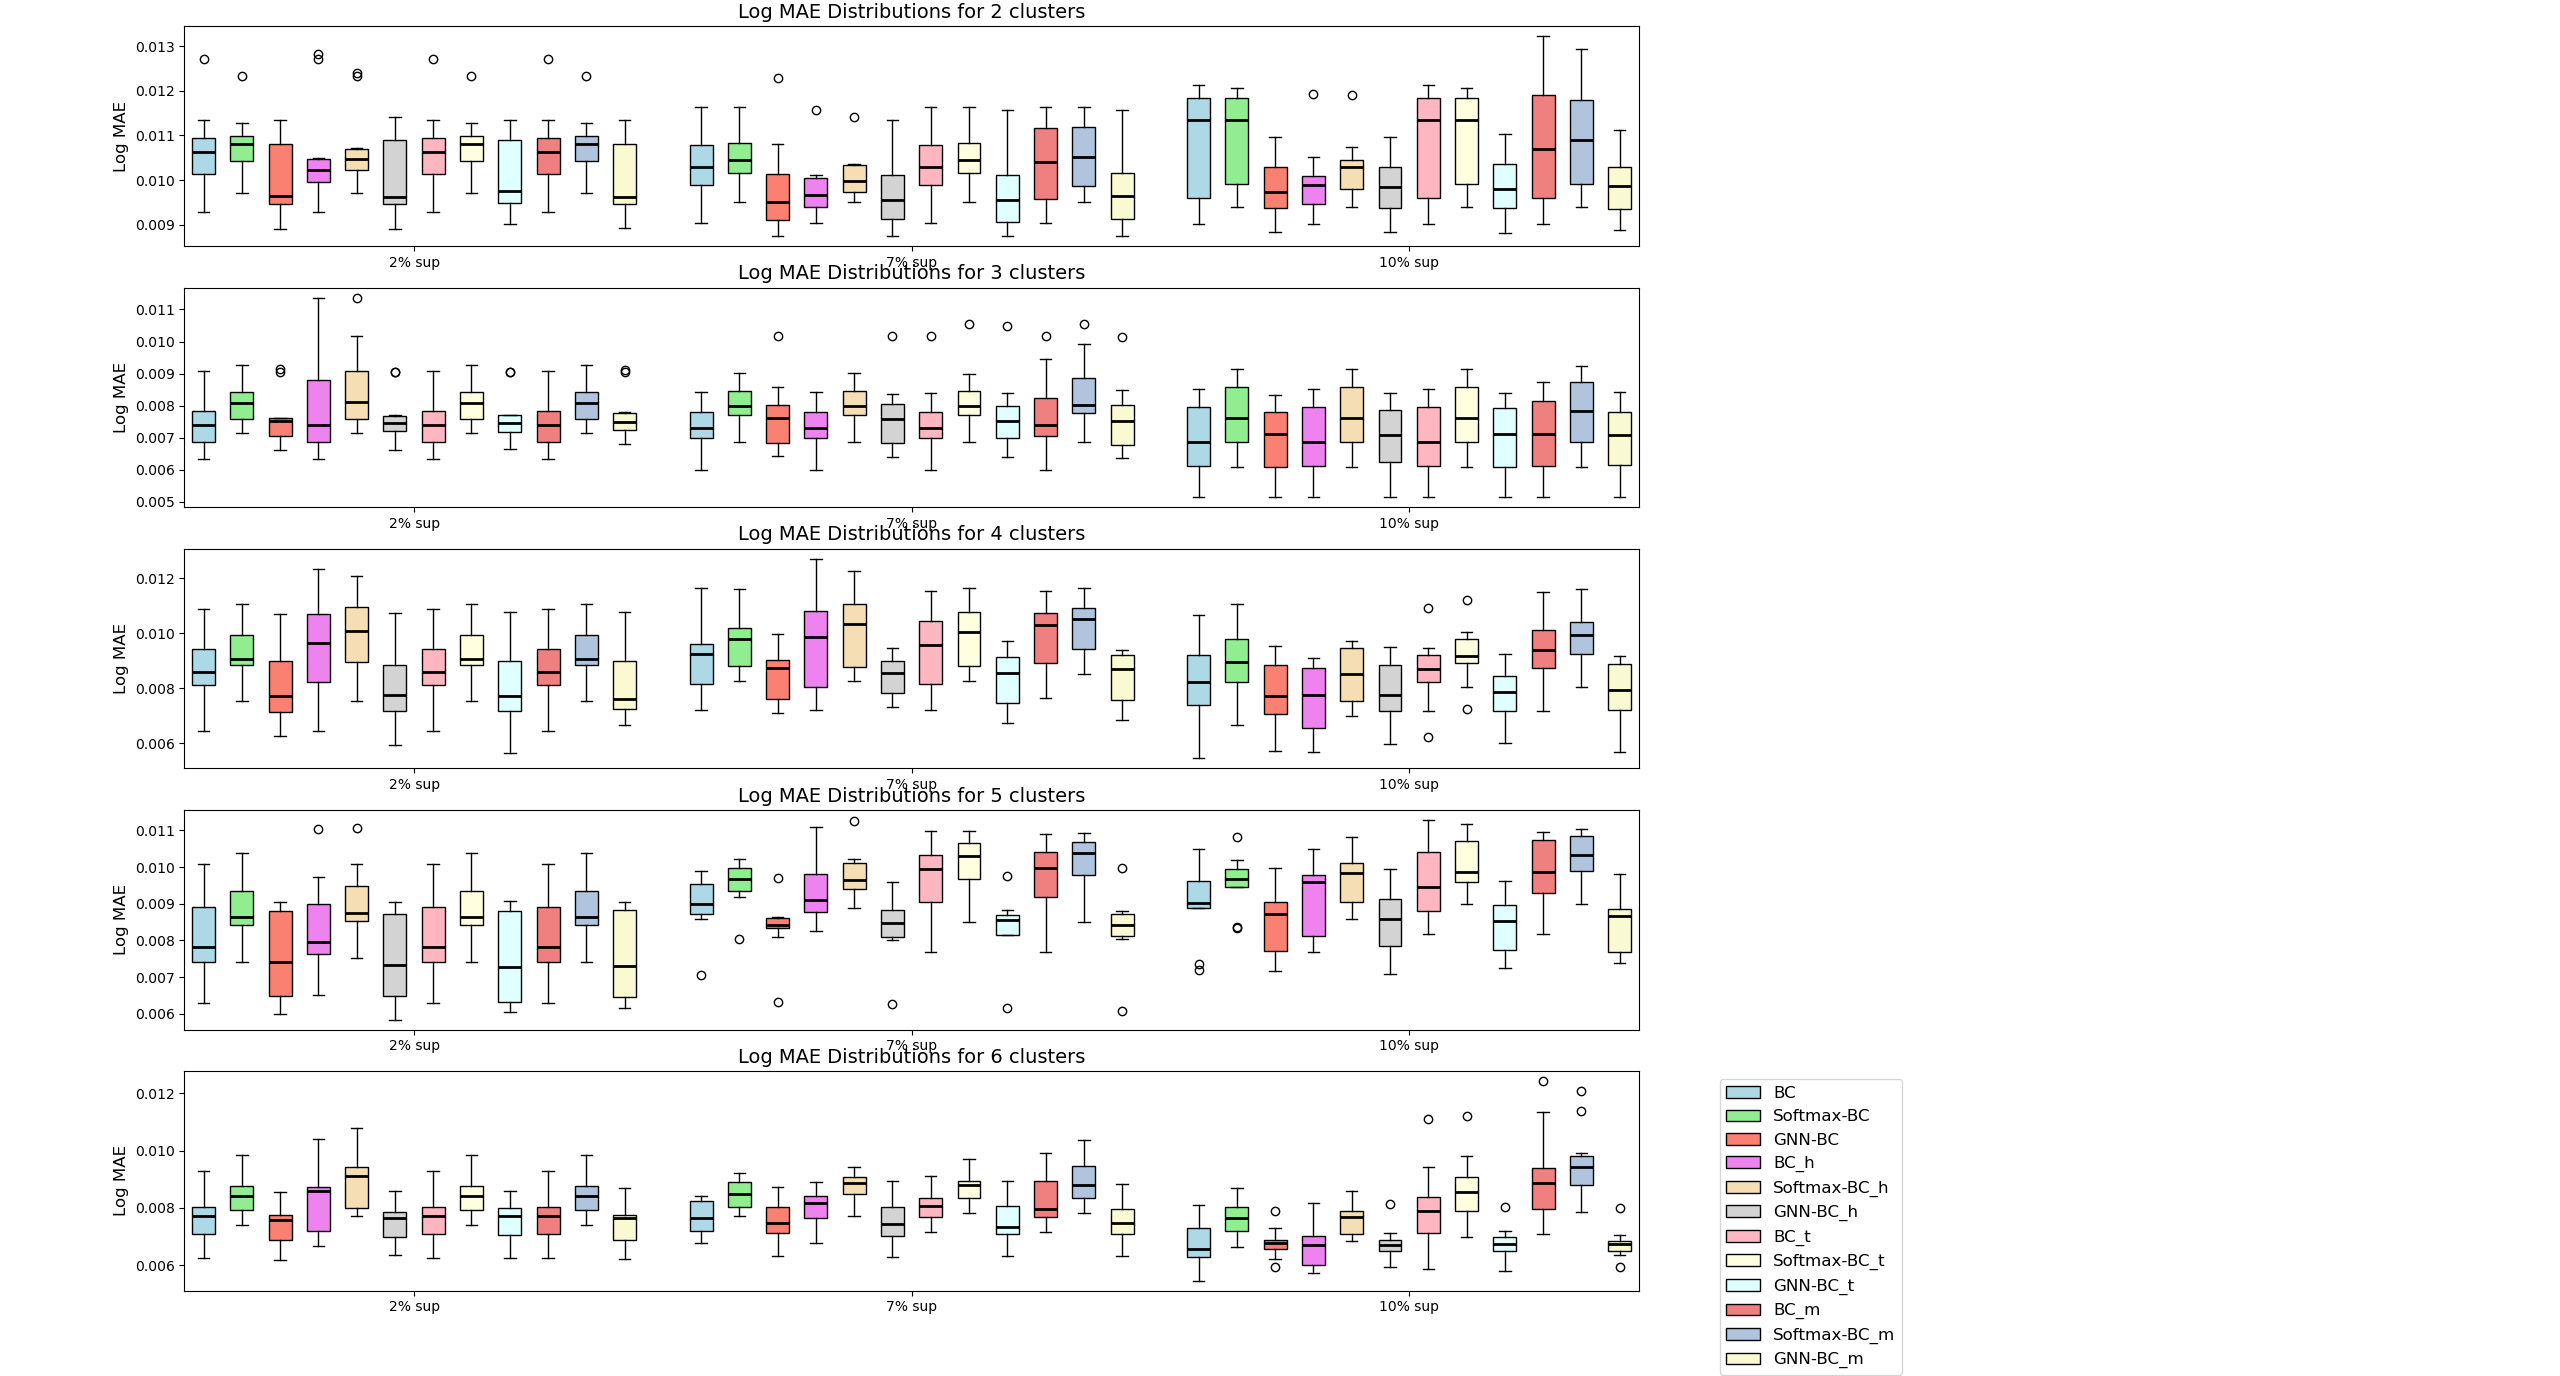 Log MAE Distributions for 2 clusters
Log MAE
0.013
0.012
0.011
0.010
0.009
2% sup
7% sup
10% sup
Log MAE Distributions for 3 clusters
Log MAE
0.011
0.010
0.009
0.008
0.007
0.006
0.005
2% sup
7% sup
10% sup
Log MAE Distributions for 4 clusters
Log MAE
0.012
0.010
0.008
0.006
2% sup
7% sup
10% sup
Log MAE Distributions for 5 clusters
Log MAE
0.011
0.010
0.009
0.008
0.007
0.006
2% sup
7% sup
10% sup
Log MAE Distributions for 6 clusters
Log MAE
0.012
0.010
0.008
0.006
2% sup
7% sup
10% sup
BC
Softmax-BC
GNN-BC
BC_h
Softmax-BC_h
GNN-BC_h
BC_t
Softmax-BC_t
GNN-BC_t
BC_m
Softmax-BC_m
GNN-BC_m